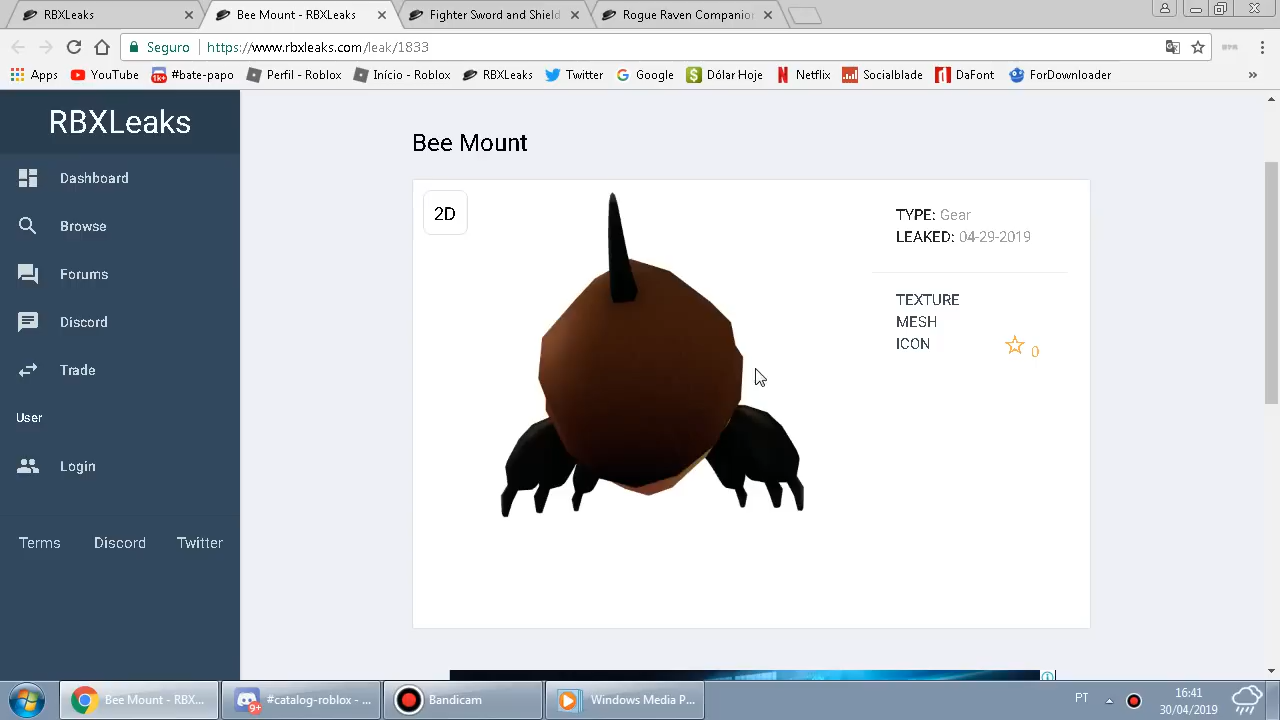 RBXLeaks
Bee Mount - RBXLeaks
Fighter Sword and Shield
Rogue Raven Companion
Seguro
https://www.rbxleaks.com/leak/1833
Apps
YouTube
1k+
#bate-papo
Perfil - Roblox
Início - Roblox
RBXLeaks
Twitter
Google
Dolar Hoje
Netflix
Socialblade
DaFont
ForDownloader
RBXLeaks
Dashboard
Browse
Forums
Discord
Trade
User
Login
Terms Discord Twitter
Bee Mount
2D
TYPE: Gear
LEAKED: 04-29-2019
TEXTURE
MESH
ICON
0
Bee Mount - RBX...
9+
#catalog-roblox - ...
Bandicam
Windows Media P...
PT
16:41
30/04/2019